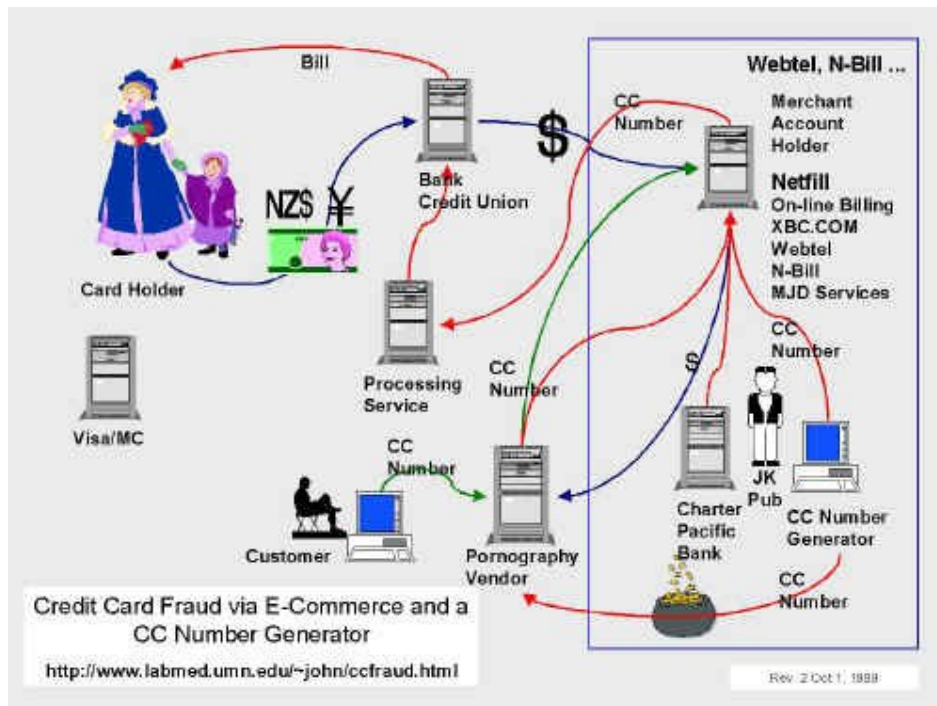 Bill
Webtel, N-Bill ...
CC
Number
Merchant
Account
Holder
$
Bank
Credit Union
Netfill
On-line Billing
XBC.COM
Webtel
N-Bill
MJD Services
NZ$ ¥
Card Holder
CC
Number
Processing
Service
CC
Number
$
Visa/MC
CC
Number
JK
Pub
Customer
Pornography
Vendor
Charter
Pacific
Bank
CC Number
Generator
CC
Number
Credit Card Fraud via E-Commerce and a
CC Number Generator
http://www.labmed.umn.edu/~john/ccfraud.html
Rev. 2 Oct 1, 1999